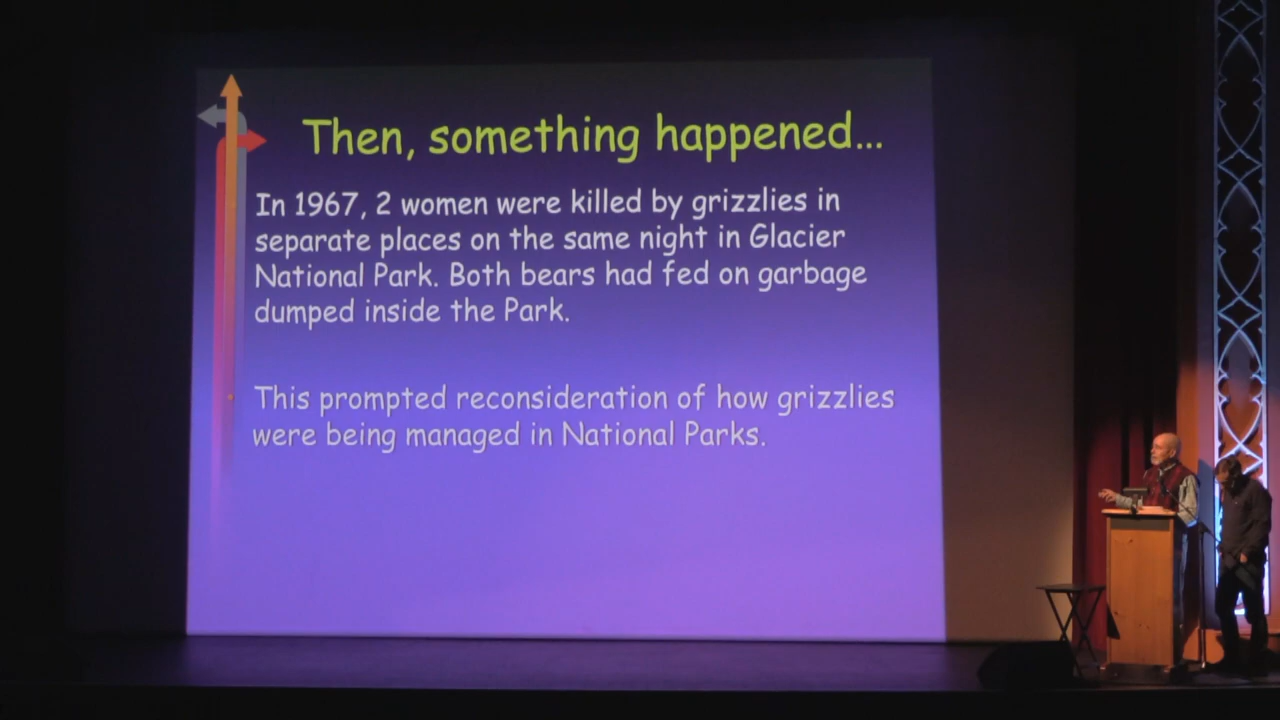 Then, something happened...
In 1967, 2 women were killed by grizzlies in
separate places on the same night in Glacier
National Park. Both bears had fed on garbage
dumped inside the Park.
This prompted reconsideration of how grizzlies
were being managed in National Parks.